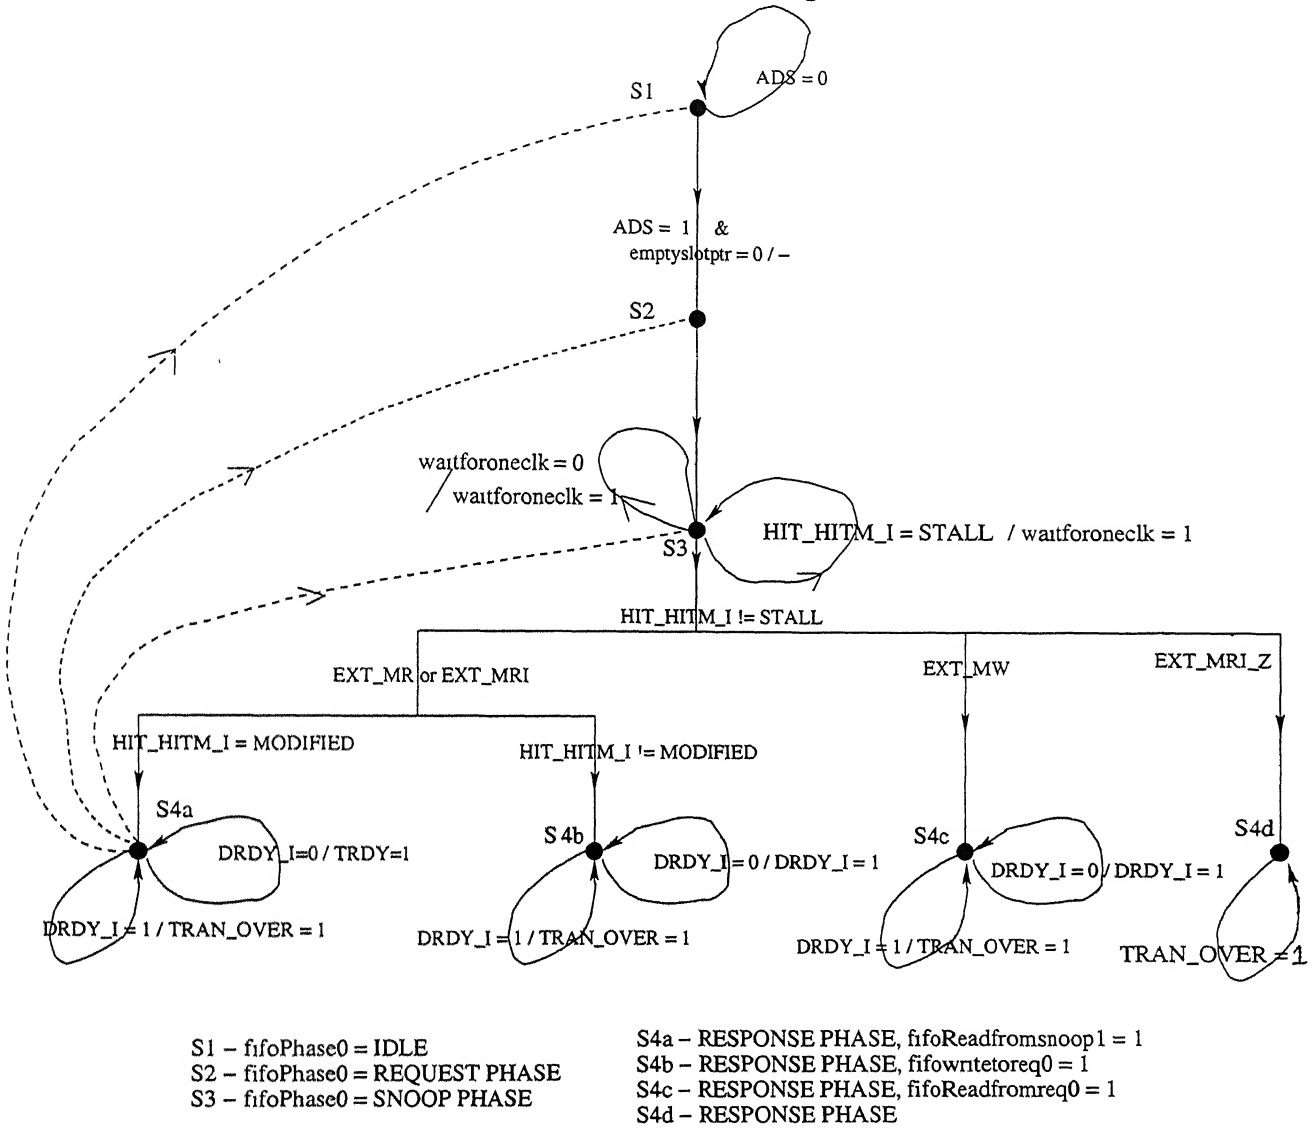 ADS = 0
S1
ADS = 1 &
emptyslotptr = 0 / –
S2
waitforoneclk = 0
/ waitforoneclk = 1
HIT_HITM_I = STALL / waitforoneclk = 1
S3
HIT_HITM_I != STALL
EXT_MR or EXT_MRI
EXT_MW
EXT_MRI_Z
HIT_HITM_I = MODIFIED
HIT_HITM_I != MODIFIED
S4a
S4b
S4c
S4d
DRDY_I=0 / TRDY=1
DRDY_I = 0 / DRDY_I = 1
DRDY_I = 0 / DRDY_I = 1
DRDY_I = 1 / TRAN_OVER = 1
DRDY_I = 1 / TRAN_OVER = 1
DRDY_I = 1 / TRAN_OVER = 1
TRAN_OVER = 1
S1 – fifoPhase0 = IDLE
S2 – fifoPhase0 = REQUEST PHASE
S3 – fifoPhase0 = SNOOP PHASE
S4a – RESPONSE PHASE, fifoReadfromsnoop1 = 1
S4b – RESPONSE PHASE, fifowrtetoreq0 = 1
S4c – RESPONSE PHASE, fifoReadfromreq0 = 1
S4d – RESPONSE PHASE